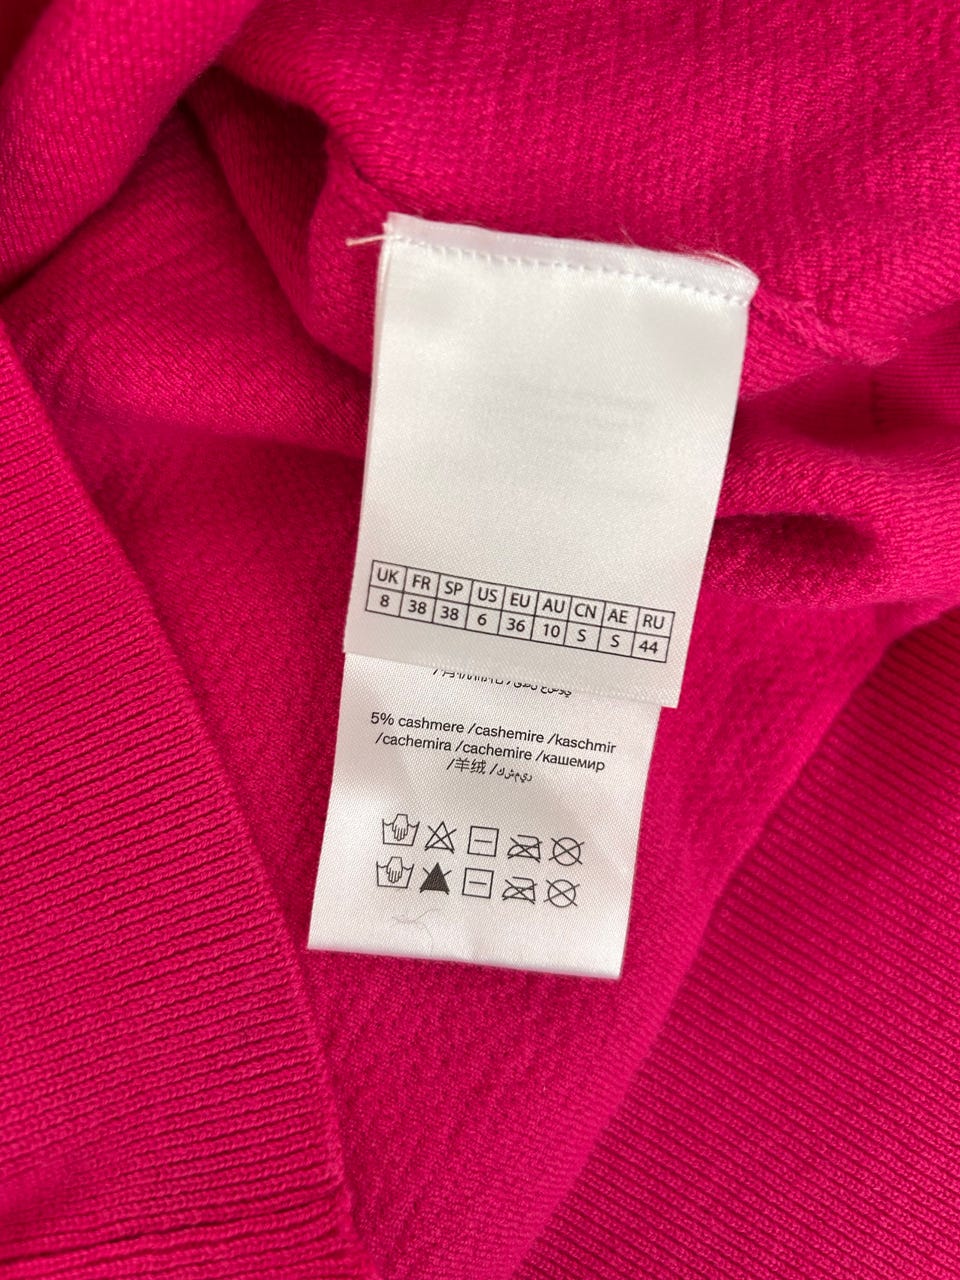 UK FR SP US EU AU CN AE RU
8 38 38 6 36 10 S S 44
5% cashmere /cashemire /kaschmir
/cachemira /cachemire /кашемир
/羊绒 /كشمير